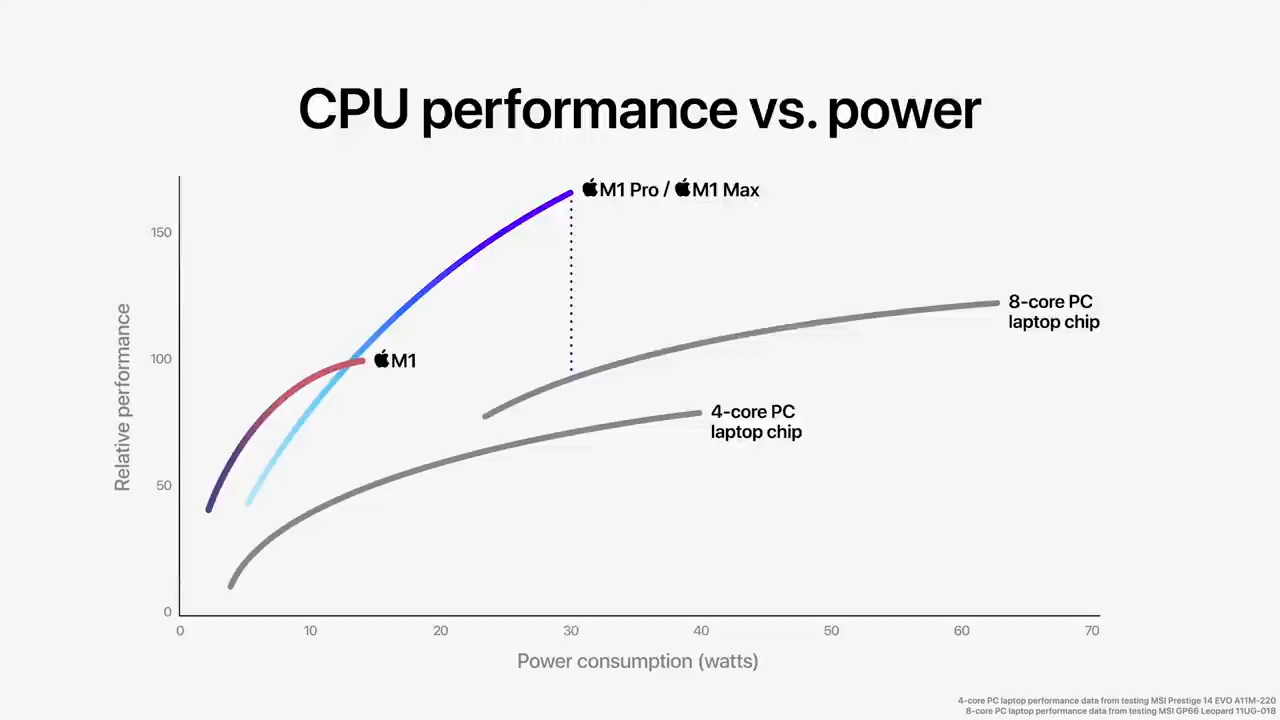 CPU performance vs. power
M1 Pro / M1 Max
150
8-core PC
laptop chip
Relative performance
100
M1
4-core PC
laptop chip
50
0
0 10 20 30 40 50 60 70
Power consumption (watts)
4-core PC laptop performance data from testing MSI Prestige 14 EVO A11M-220
8-core PC laptop performance data from testing MSI GP66 Leopard 11UG-018